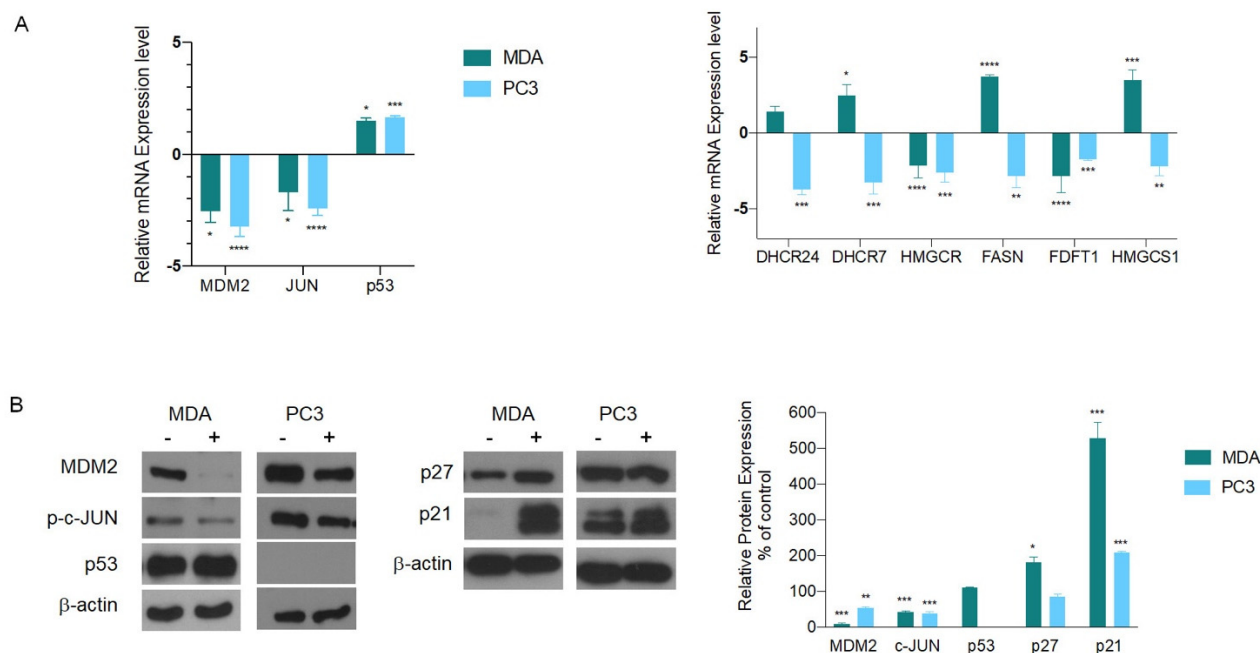 A
Relative mRNA Expression level
5
0
-5
* **** * **** * ***
MDM2 JUN p53
MDA
PC3
Relative mRNA Expression level
5
0
-5
*** * *** **** *** **** ** **** *** *** **
DHCR24 DHCR7 HMGCR FASN FDFT1 HMGCS1
B
MDA PC3
- + - +
MDM2
p-c-JUN
p53
β-actin
MDA PC3
- + - +
p27
p21
β-actin
Relative Protein Expression
% of control
600
500
400
300
200
100
0
*** ** *** *** * *** ***
MDM2 c-JUN p53 p27 p21
MDA
PC3